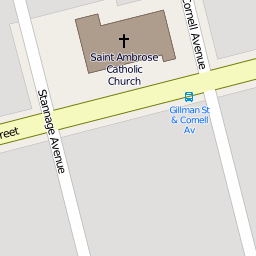 Cornell Avenue
Saint Ambrose
Catholic
Church
Stannage Avenue
Gillman St
& Cornell
Av
reet